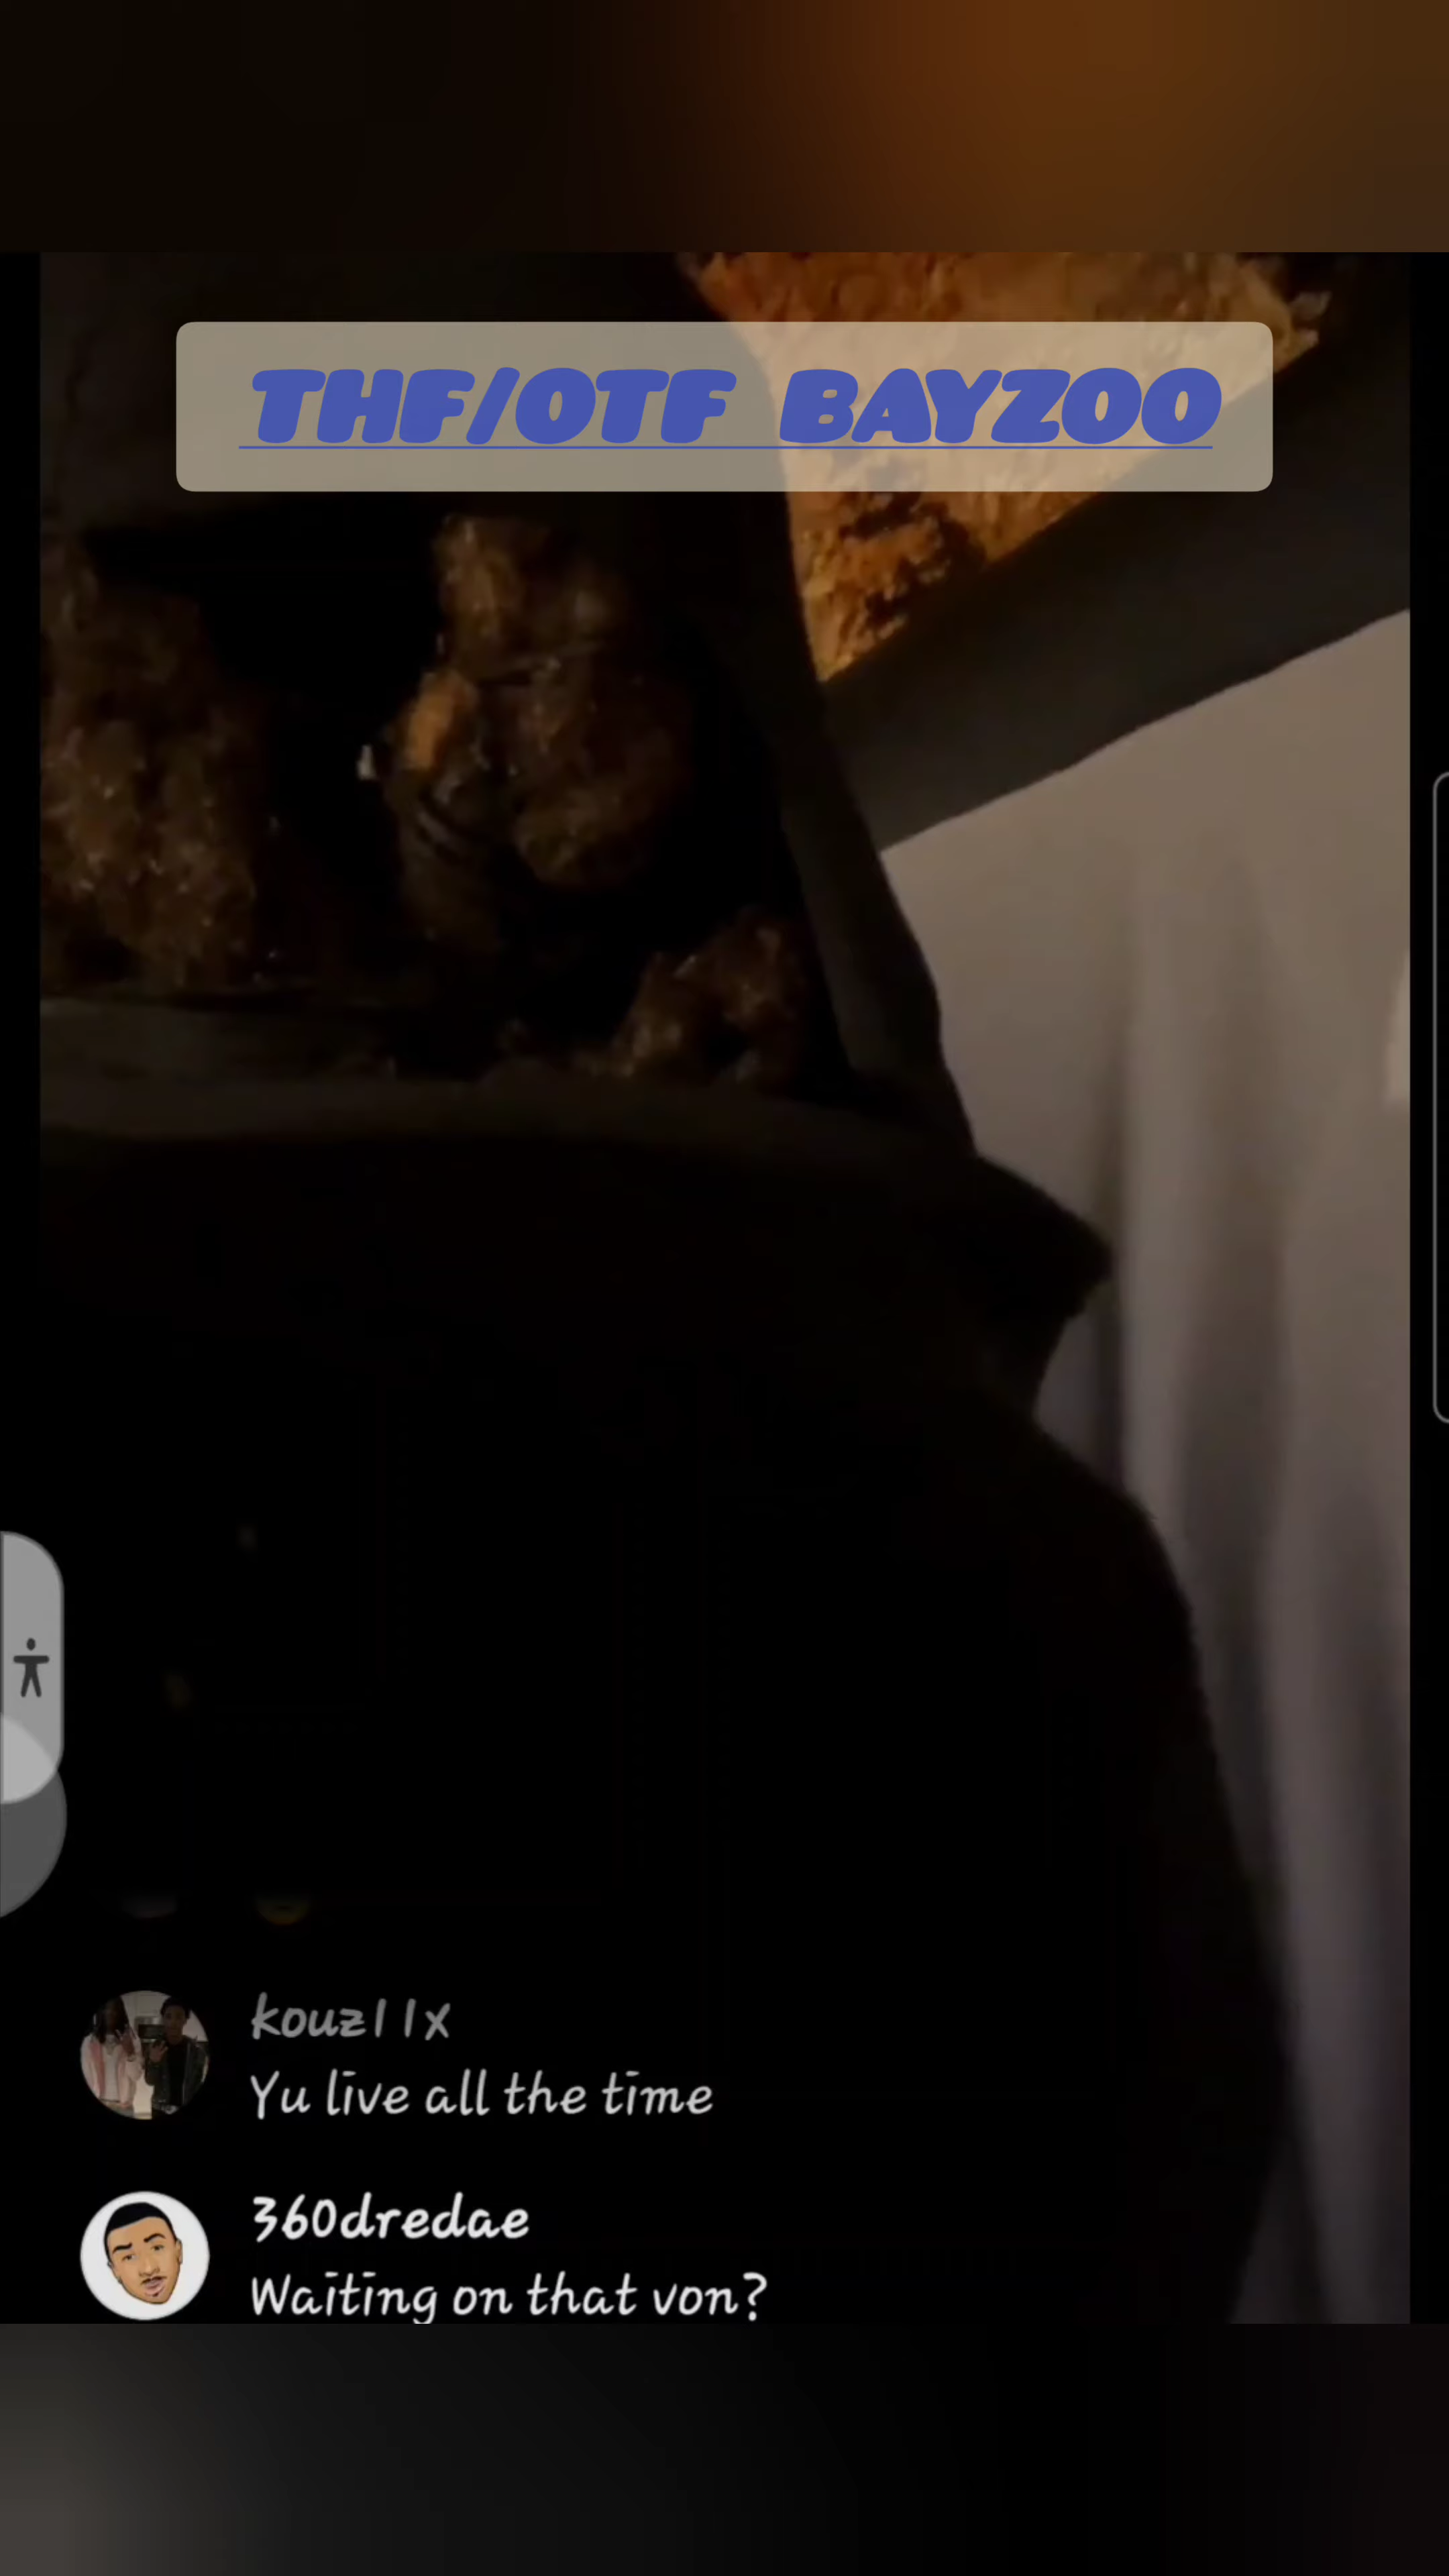 THF/OTF BAYZOO
kouz11x
Yu live all the time
360dredae
Waiting on that von?